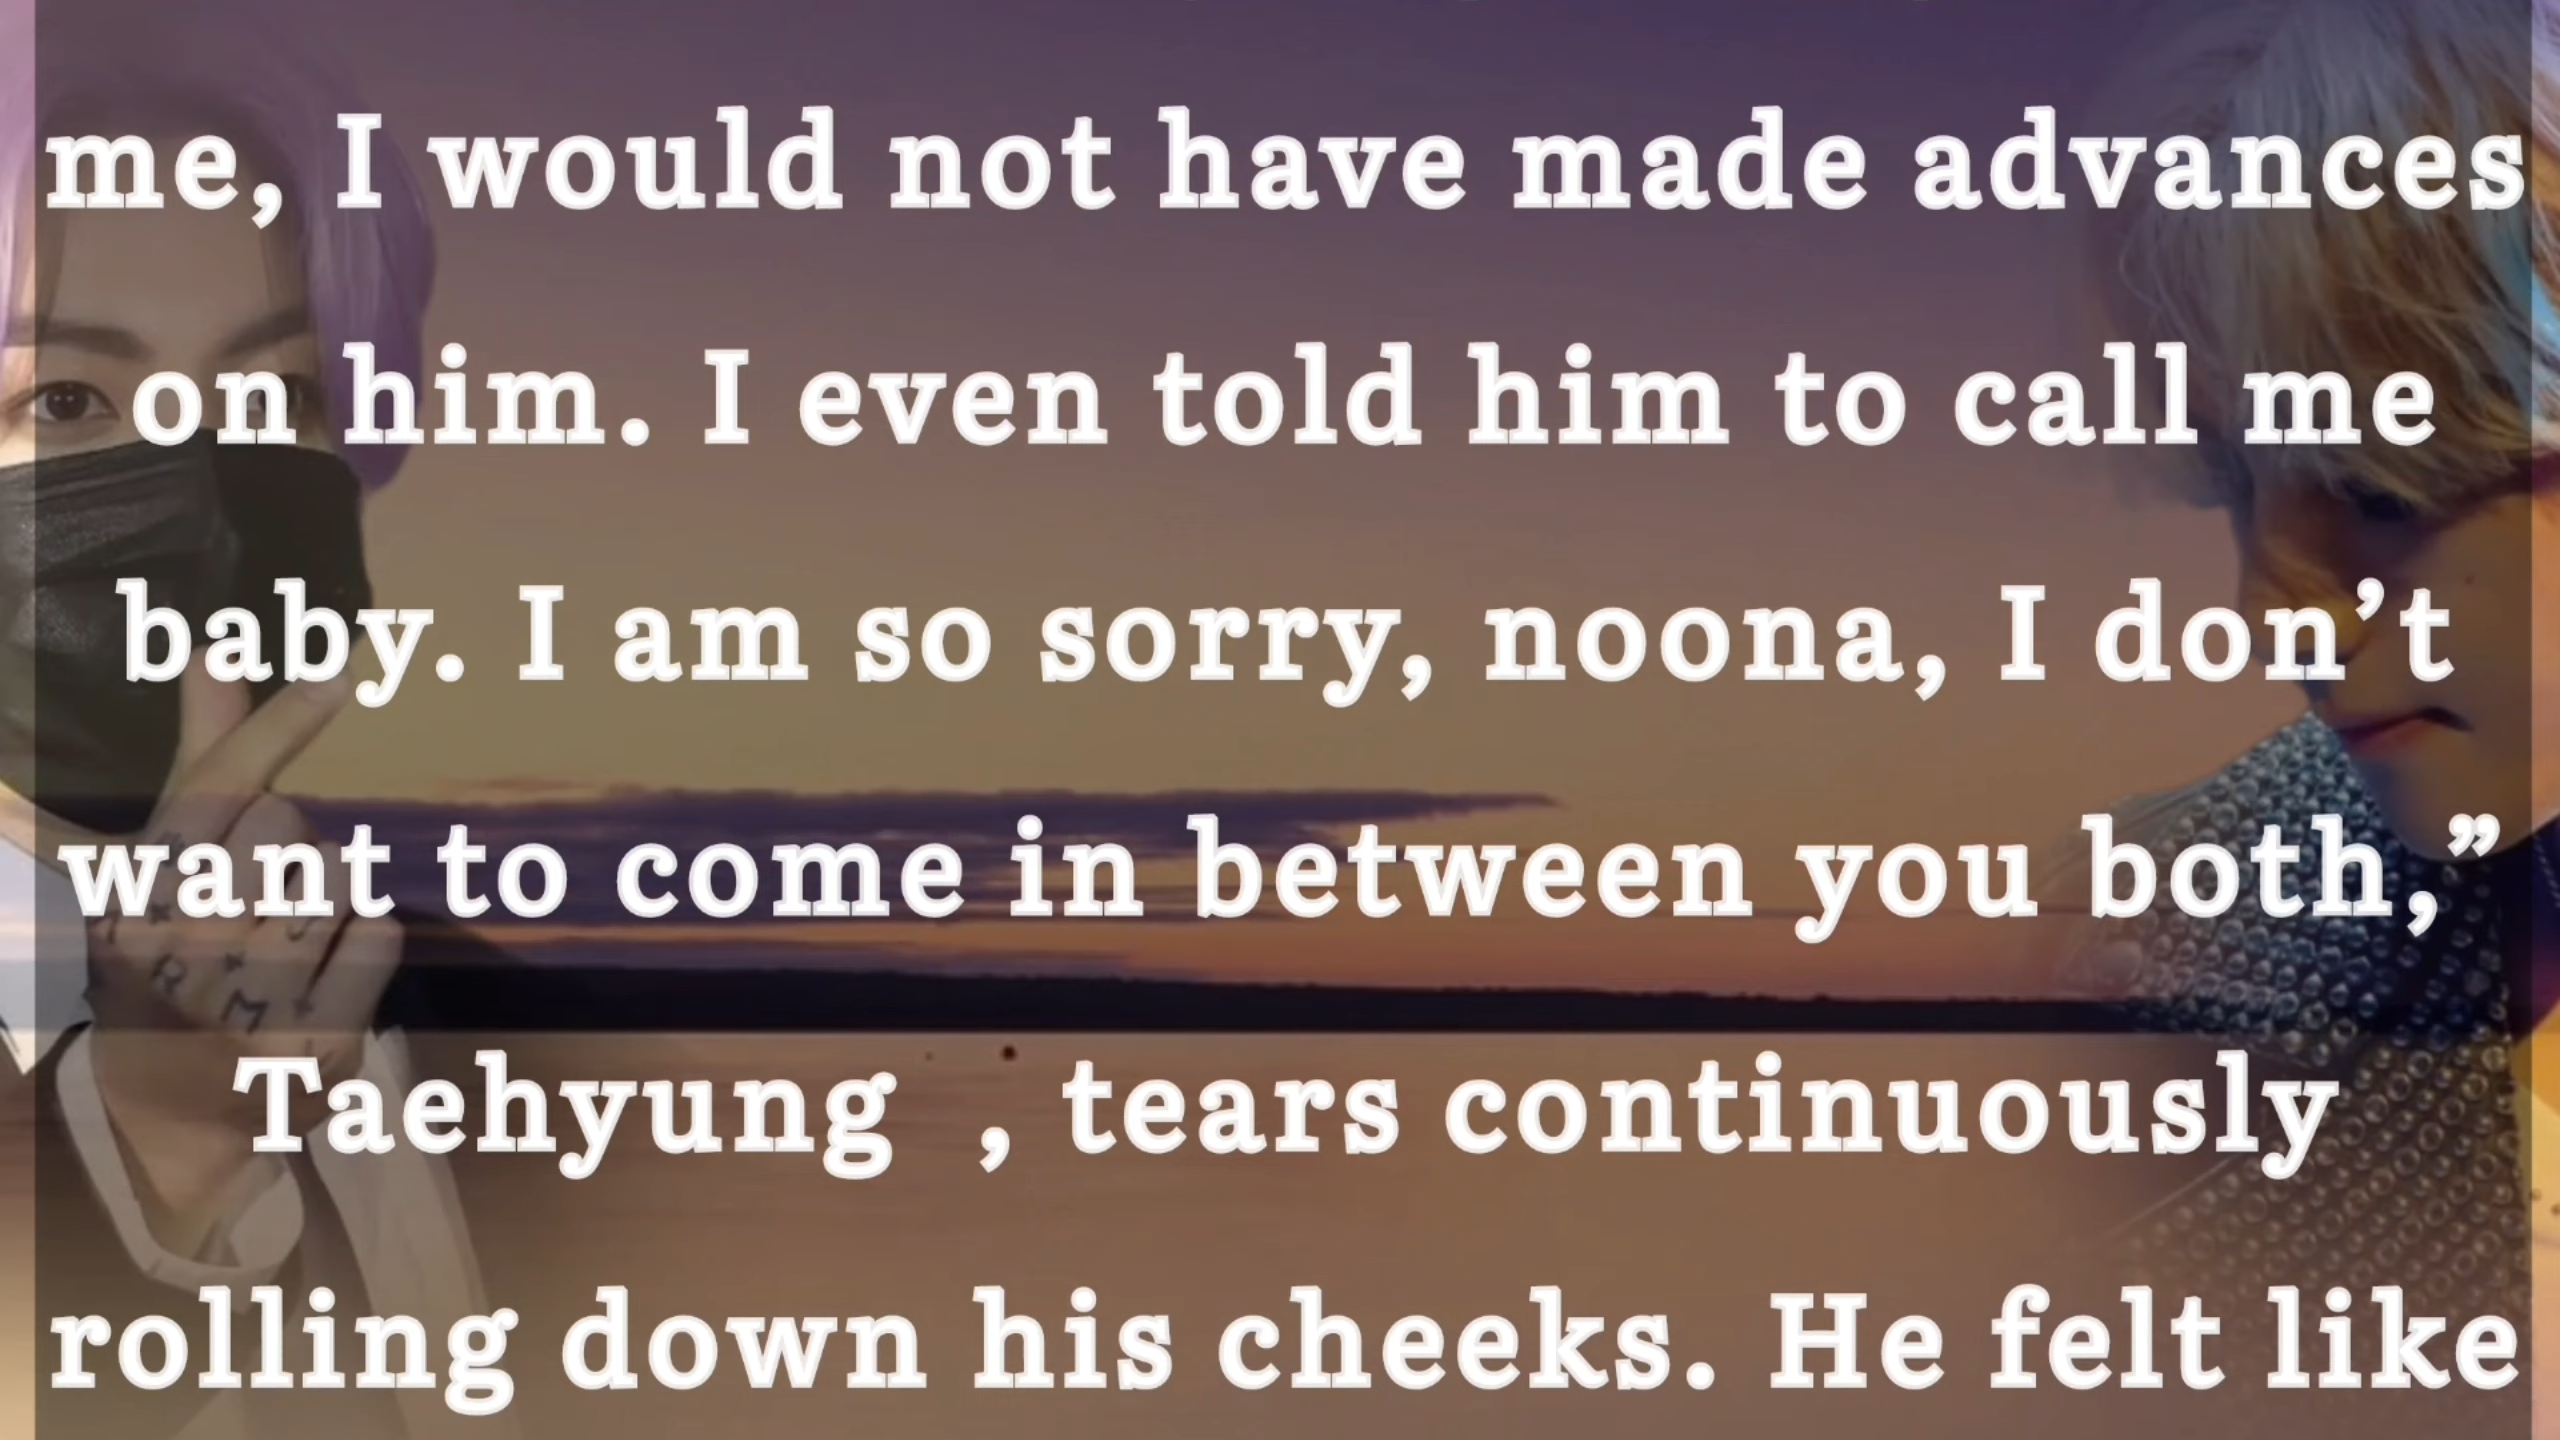 me, I would not have made advances
on him. I even told him to call me
baby. I am so sorry, noona, I don’t
want to come in between you both,”
Taehyung , tears continuously
rolling down his cheeks. He felt like